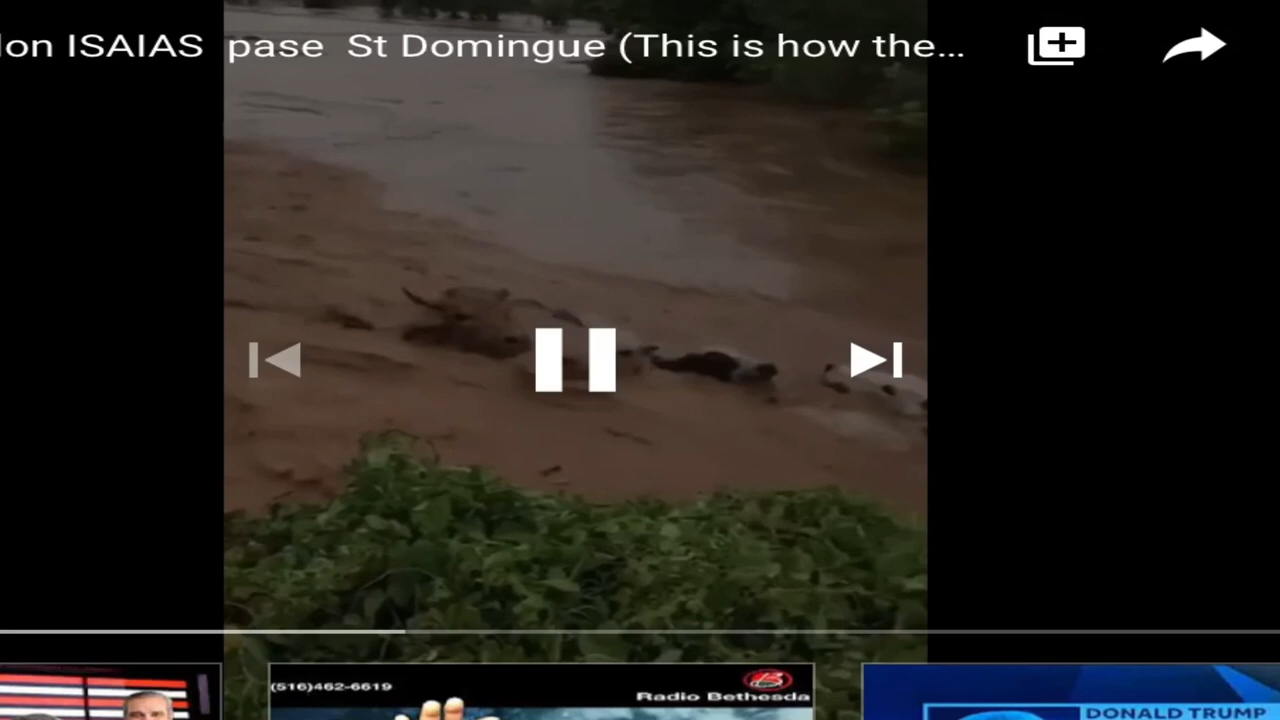 lon ISAIAS pase St Domingue (This is how the...
(516)462-6619
Radio Bethesda
DONALD TRUMP